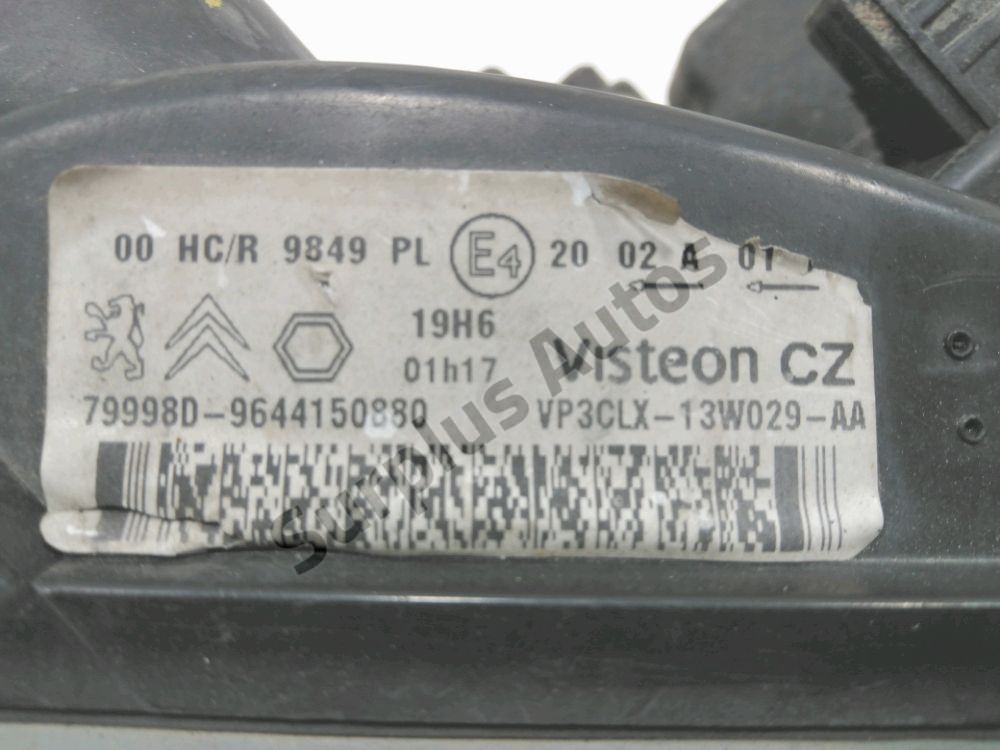 00 HC/R 9849 PL E4 20 02 A 01
19H6
01h17
Visteon CZ
79998D-9644150880 VP3CLX-13W029-AA
Surplus Autos